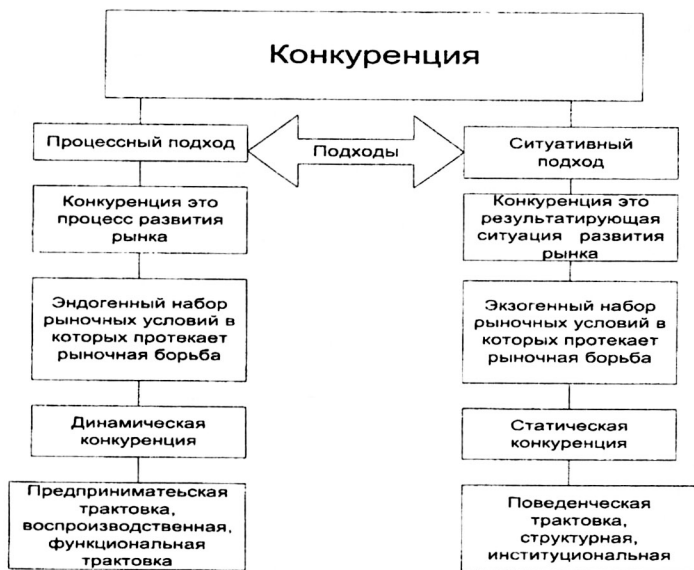 Конкуренция
Процессный подход
Подходы
Ситуативный
подход
Конкуренция это
процесс развития
рынка
Конкуренция это
результатирующая
ситуация развития
рынка
Эндогенный набор
рыночных условий в
которых протекает
рыночная борьба
Экзогенный набор
рыночных условий в
которых протекает
рыночная борьба
Динамическая
конкуренция
Статическая
конкуренция
Предприниматеьская
трактовка,
воспроизводственная,
функциональная
трактовка
Поведенческая
трактовка,
структурная,
институциональная